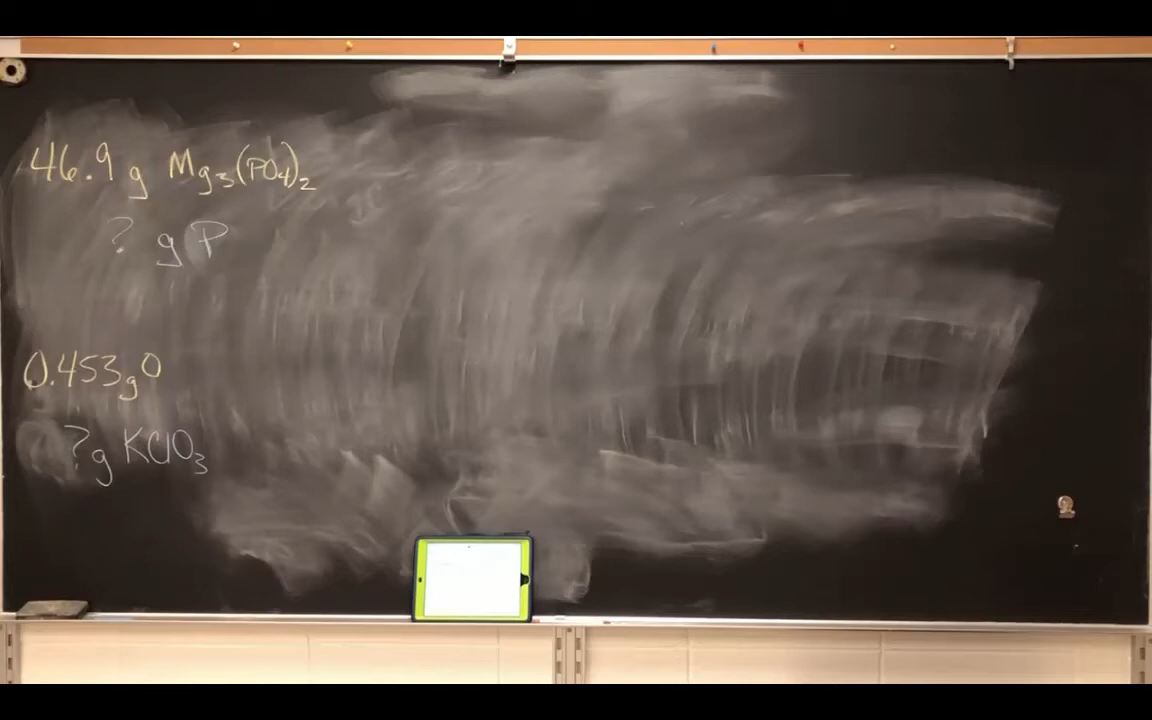 46.9 g Mg₃(PO₄)₂
? g P
0.453 g O
? g KClO₃